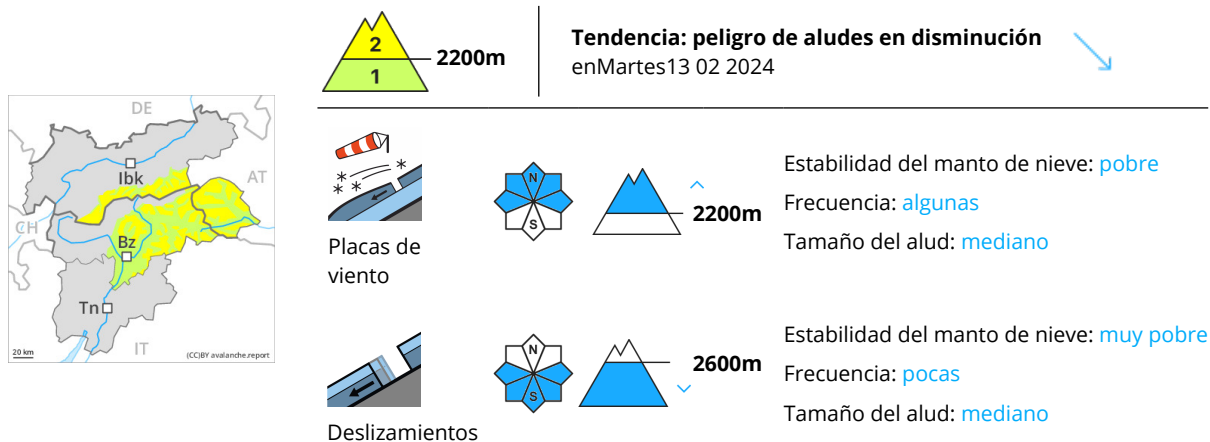 2
1
2200m
Tendencia: peligro de aludes en disminución
enMartes13 02 2024
DE
Ibk
AT
CH
Bz
Tn
IT
20 km
(CC)BY avalanche.report
Placas de
viento
N
S
2200m
Estabilidad del manto de nieve: pobre
Frecuencia: algunas
Tamaño del alud: mediano
Deslizamientos
N
S
2600m
Estabilidad del manto de nieve: muy pobre
Frecuencia: pocas
Tamaño del alud: mediano